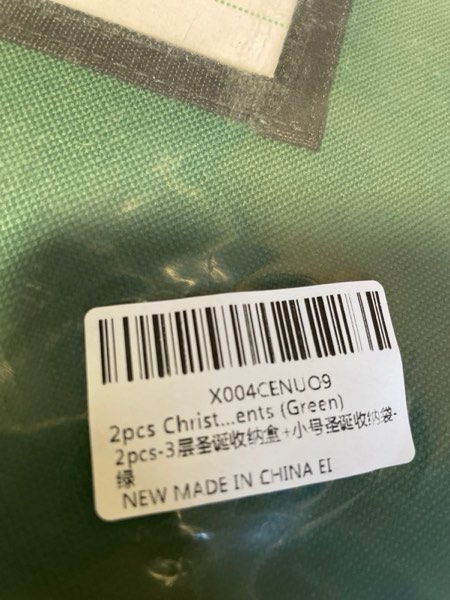 X004CENUO9
2pcs Christ...ents (Green)
2pcs-3层圣诞收纳盒+小号圣诞收纳袋-
绿
NEW MADE IN CHINA EI